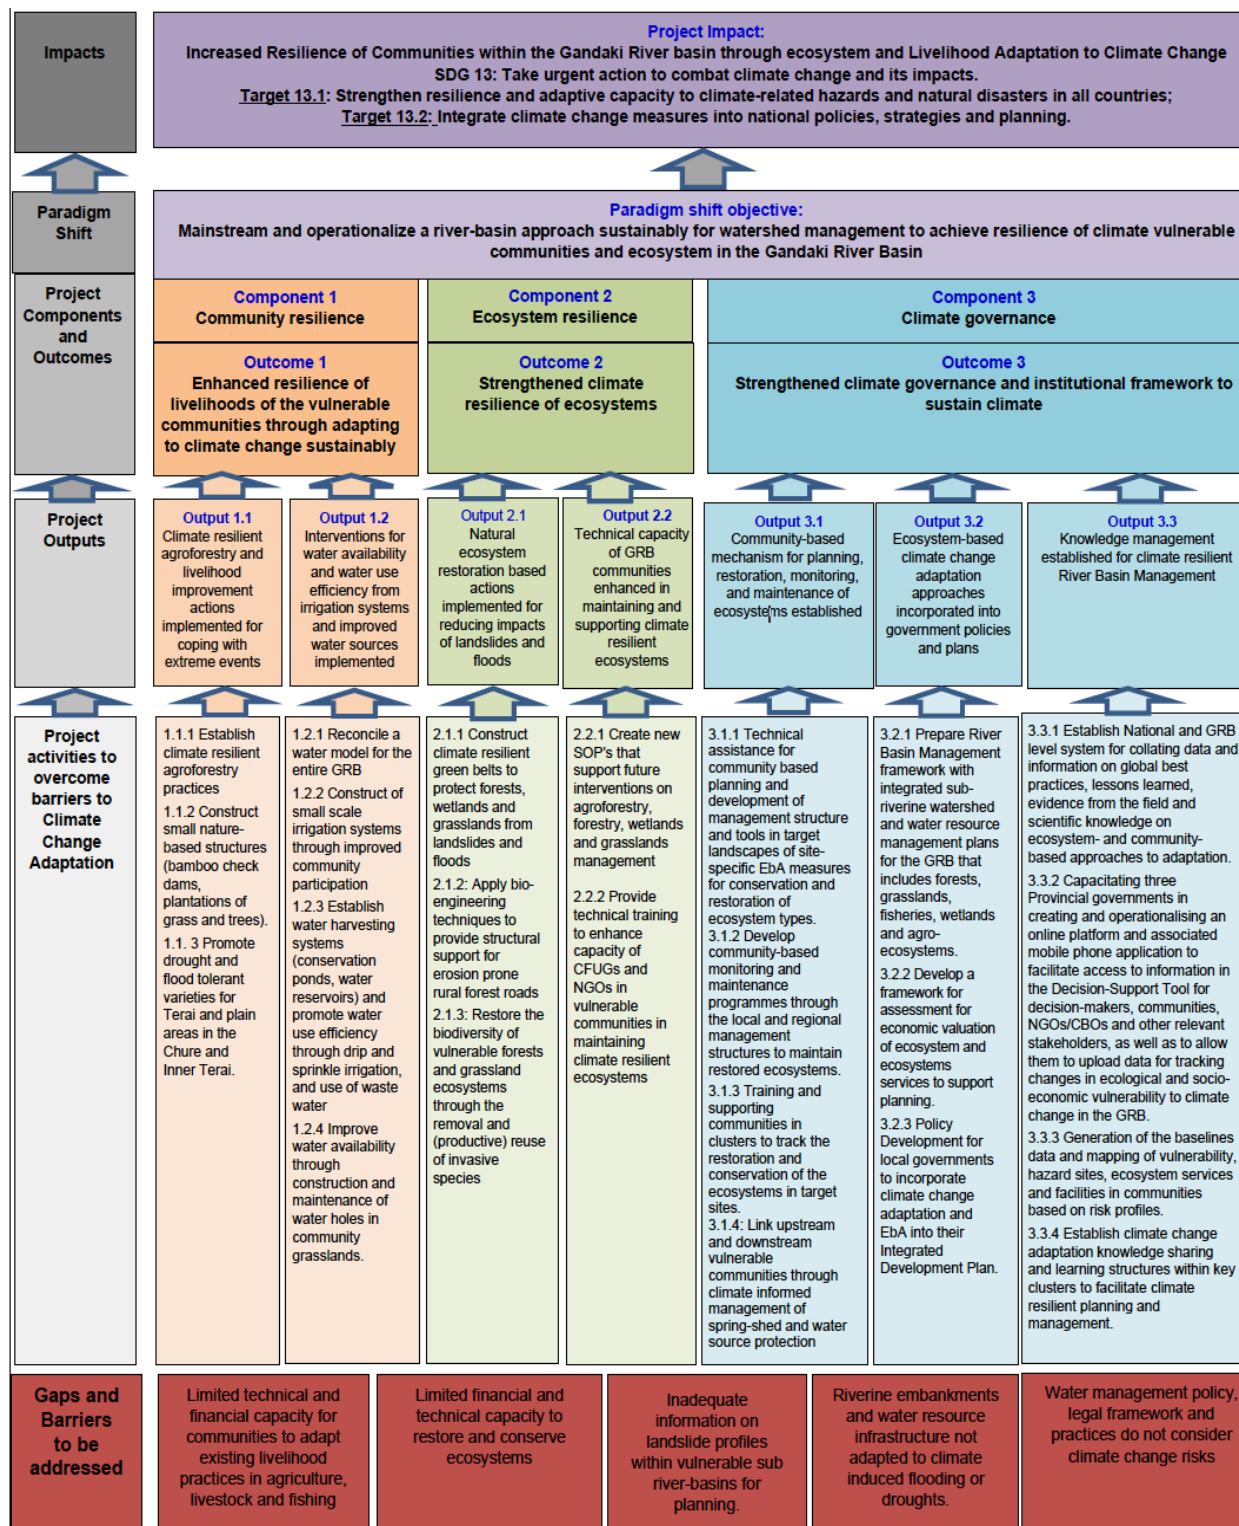 Impacts
Project Impact:
Increased Resilience of Communities within the Gandaki River basin through ecosystem and Livelihood Adaptation to Climate Change
SDG 13: Take urgent action to combat climate change and its impacts.
Target 13.1: Strengthen resilience and adaptive capacity to climate-related hazards and natural disasters in all countries;
Target 13.2: Integrate climate change measures into national policies, strategies and planning.
Paradigm
Shift
Paradigm shift objective:
Mainstream and operationalize a river-basin approach sustainably for watershed management to achieve resilience of climate vulnerable
communities and ecosystem in the Gandaki River Basin
Project
Components
and
Outcomes
Component 1
Community resilience
Component 2
Ecosystem resilience
Component 3
Climate governance
Outcome 1
Enhanced resilience of
livelihoods of the vulnerable
communities through adapting
to climate change sustainably
Outcome 2
Strengthened climate
resilience of ecosystems
Outcome 3
Strengthened climate governance and institutional framework to
sustain climate
Project
Outputs
Output 1.1
Climate resilient
agroforestry and
livelihood
improvement
actions
implemented for
coping with
extreme events
Output 1.2
Interventions for
water availability
and water use
efficiency from
irrigation systems
and improved
water sources
implemented
Output 2.1
Natural
ecosystem
restoration based
actions
implemented for
reducing impacts
of landslides and
floods
Output 2.2
Technical capacity
of GRB
communities
enhanced in
maintaining and
supporting climate
resilient
ecosystems
Output 3.1
Community-based
mechanism for planning,
restoration, monitoring,
and maintenance of
ecosystems established
Output 3.2
Ecosystem-based
climate change
adaptation
approaches
incorporated into
government policies
and plans
Output 3.3
Knowledge management
established for climate resilient
River Basin Management
Project
activities to
overcome
barriers to
Climate
Change
Adaptation
1.1.1 Establish
climate resilient
agroforestry
practices
1.1.2 Construct
small nature-
based structures
(bamboo check
dams,
plantations of
grass and trees).
1.1. 3 Promote
drought and
flood tolerant
varieties for
Terai and plain
areas in the
Chure and
Inner Terai.
1.2.1 Reconcile a
water model for the
entire GRB
1.2.2 Construct of
small scale
irrigation systems
through improved
community
participation
1.2.3 Establish
water harvesting
systems
(conservation
ponds, water
reservoirs) and
promote water
use efficiency
through drip and
sprinkle irrigation,
and use of waste
water
1.2.4 Improve
water availability
through
construction and
maintenance of
water holes in
community
grasslands.
2.1.1 Construct
climate resilient
green belts to
protect forests,
wetlands and
grasslands from
landslides and
floods
2.1.2: Apply bio-
engineering
techniques to
provide structural
support for
erosion prone
rural forest roads
2.1.3: Restore the
biodiversity of
vulnerable forests
and grassland
ecosystems
through the
removal and
(productive) reuse
of invasive
species
2.2.1 Create new
SOP's that
support future
interventions on
agroforestry,
forestry, wetlands
and grasslands
management
2.2.2 Provide
technical training
to enhance
capacity of
CFUGs and
NGOs in
vulnerable
communities in
maintaining
climate resilient
ecosystems
3.1.1 Technical
assistance for
community based
planning and
development of
management structure
and tools in target
landscapes of site-
specific EbA measures
for conservation and
restoration of
ecosystem types.
3.1.2 Develop
community-based
monitoring and
maintenance
programmes through
the local and regional
management
structures to maintain
restored ecosystems.
3.1.3 Training and
supporting
communities in
clusters to track the
restoration and
conservation of the
ecosystems in target
sites.
3.1.4: Link upstream
and downstream
vulnerable
communities through
climate informed
management of
spring-shed and water
source protection
3.2.1 Prepare River
Basin Management
framework with
integrated sub-
riverine watershed
and water resource
management plans
for the GRB that
includes forests,
grasslands,
fisheries, wetlands
and agro-
ecosystems.
3.2.2 Develop a
framework for
assessment for
economic valuation
of ecosystem and
ecosystems
services to support
planning.
3.2.3 Policy
Development for
local governments
to incorporate
climate change
adaptation and
EbA into their
Integrated
Development Plan.
3.3.1 Establish National and GRB
level system for collating data and
information on global best
practices, lessons learned,
evidence from the field and
scientific knowledge on
ecosystem- and community-
based approaches to adaptation.
3.3.2 Capacitating three
Provincial governments in
creating and operationalising an
online platform and associated
mobile phone application to
facilitate access to information in
the Decision-Support Tool for
decision-makers, communities,
NGOs/CBOs and other relevant
stakeholders, as well as to allow
them to upload data for tracking
changes in ecological and socio-
economic vulnerability to climate
change in the GRB.
3.3.3 Generation of the baselines
data and mapping of vulnerability,
hazard sites, ecosystem services
and facilities in communities
based on risk profiles.
3.3.4 Establish climate change
adaptation knowledge sharing
and learning structures within key
clusters to facilitate climate
resilient planning and
management.
Gaps and
Barriers
to be
addressed
Limited technical and
financial capacity for
communities to adapt
existing livelihood
practices in agriculture,
livestock and fishing
Limited financial and
technical capacity to
restore and conserve
ecosystems
Inadequate
information on
landslide profiles
within vulnerable sub
river-basins for
planning.
Riverine embankments
and water resource
infrastructure not
adapted to climate
induced flooding or
droughts.
Water management policy,
legal framework and
practices do not consider
climate change risks